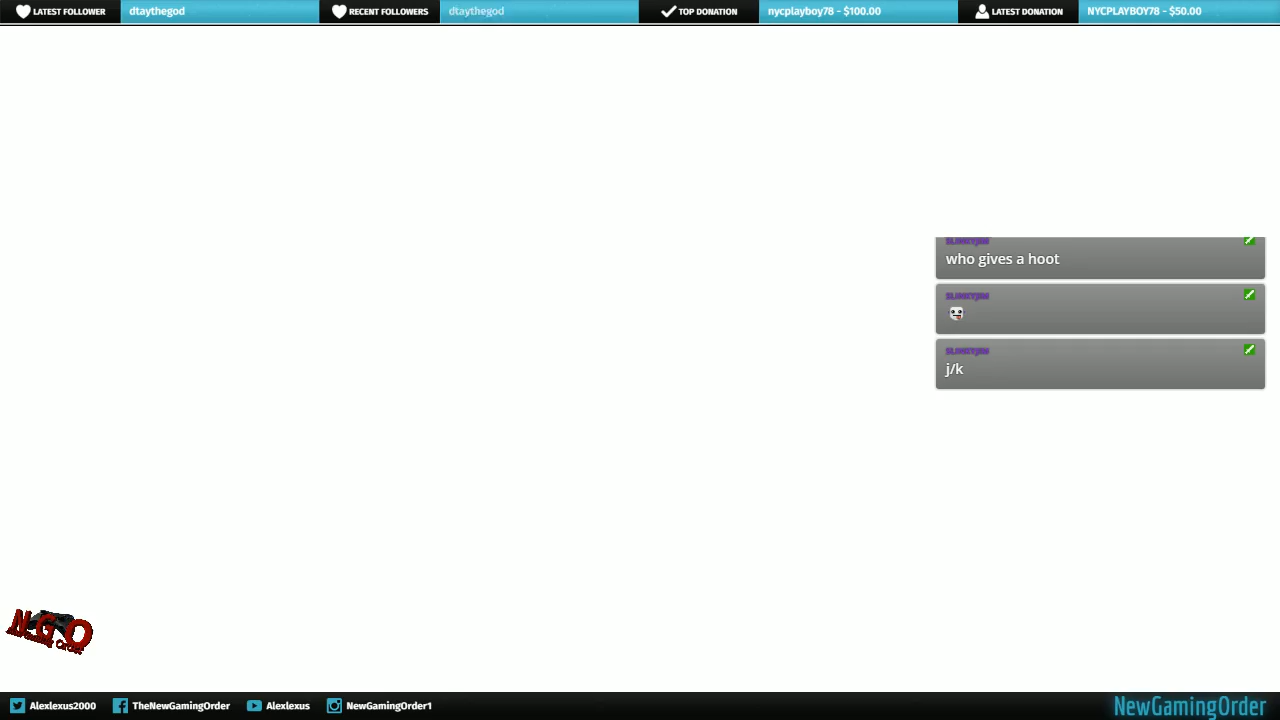 LATEST FOLLOWER dtaythegod RECENT FOLLOWERS dtaythegod TOP DONATION nycplayboy78 - $100.00 LATEST DONATION NYCPLAYBOY78 - $50.00
who gives a hoot
j/k
NGO
Alexlexus2000 TheNewGamingOrder Alexlexus NewGamingOrder1 NewGamingOrder